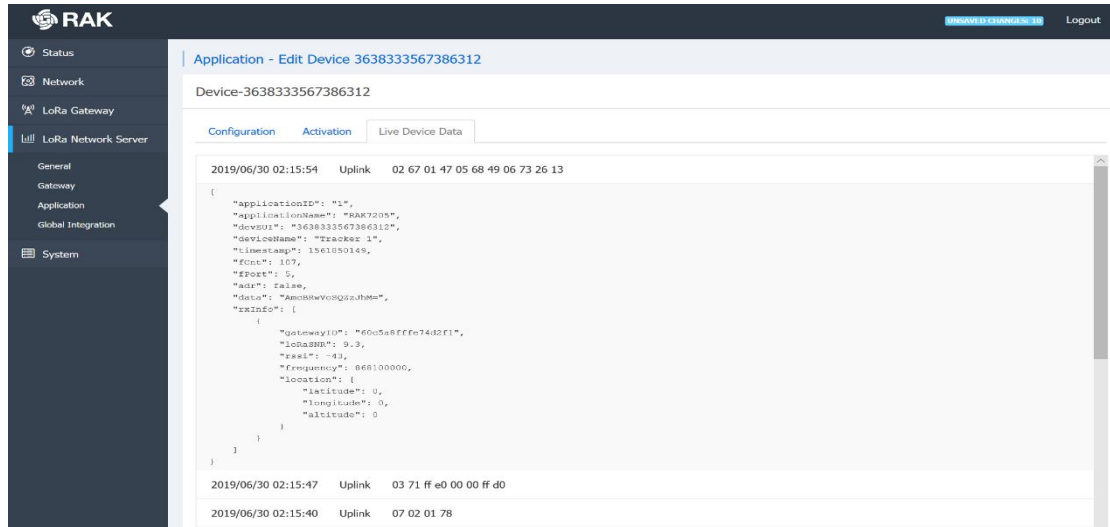 RAK
UNSAVED CHANGES: 10
Logout
Status
Network
LoRa Gateway
LoRa Network Server
General
Gateway
Application
Global Integration
System
Application - Edit Device 3638333567386312
Device-3638333567386312
Configuration
Activation
Live Device Data
2019/06/30 02:15:54 Uplink 02 67 01 47 05 68 49 06 73 26 13
{
"applicationID": "1",
"applicationName": "RAK7205",
"devEUI": "3638333567386312",
"deviceName": "Tracker 1",
"timestamp": 1561850149,
"fCnt": 107,
"fPort": 5,
"adr": false,
"data": "AmcBRwVoSQZzJhM=",
"rxInfo": [
{
"gatewayID": "60c5a8fffe74d2f1",
"loRaSNR": 9.3,
"rssi": -43,
"frequency": 868100000,
"location": {
"latitude": 0,
"longitude": 0,
"altitude": 0
}
}
]
}
2019/06/30 02:15:47 Uplink 03 71 ff e0 00 00 ff d0
2019/06/30 02:15:40 Uplink 07 02 01 78